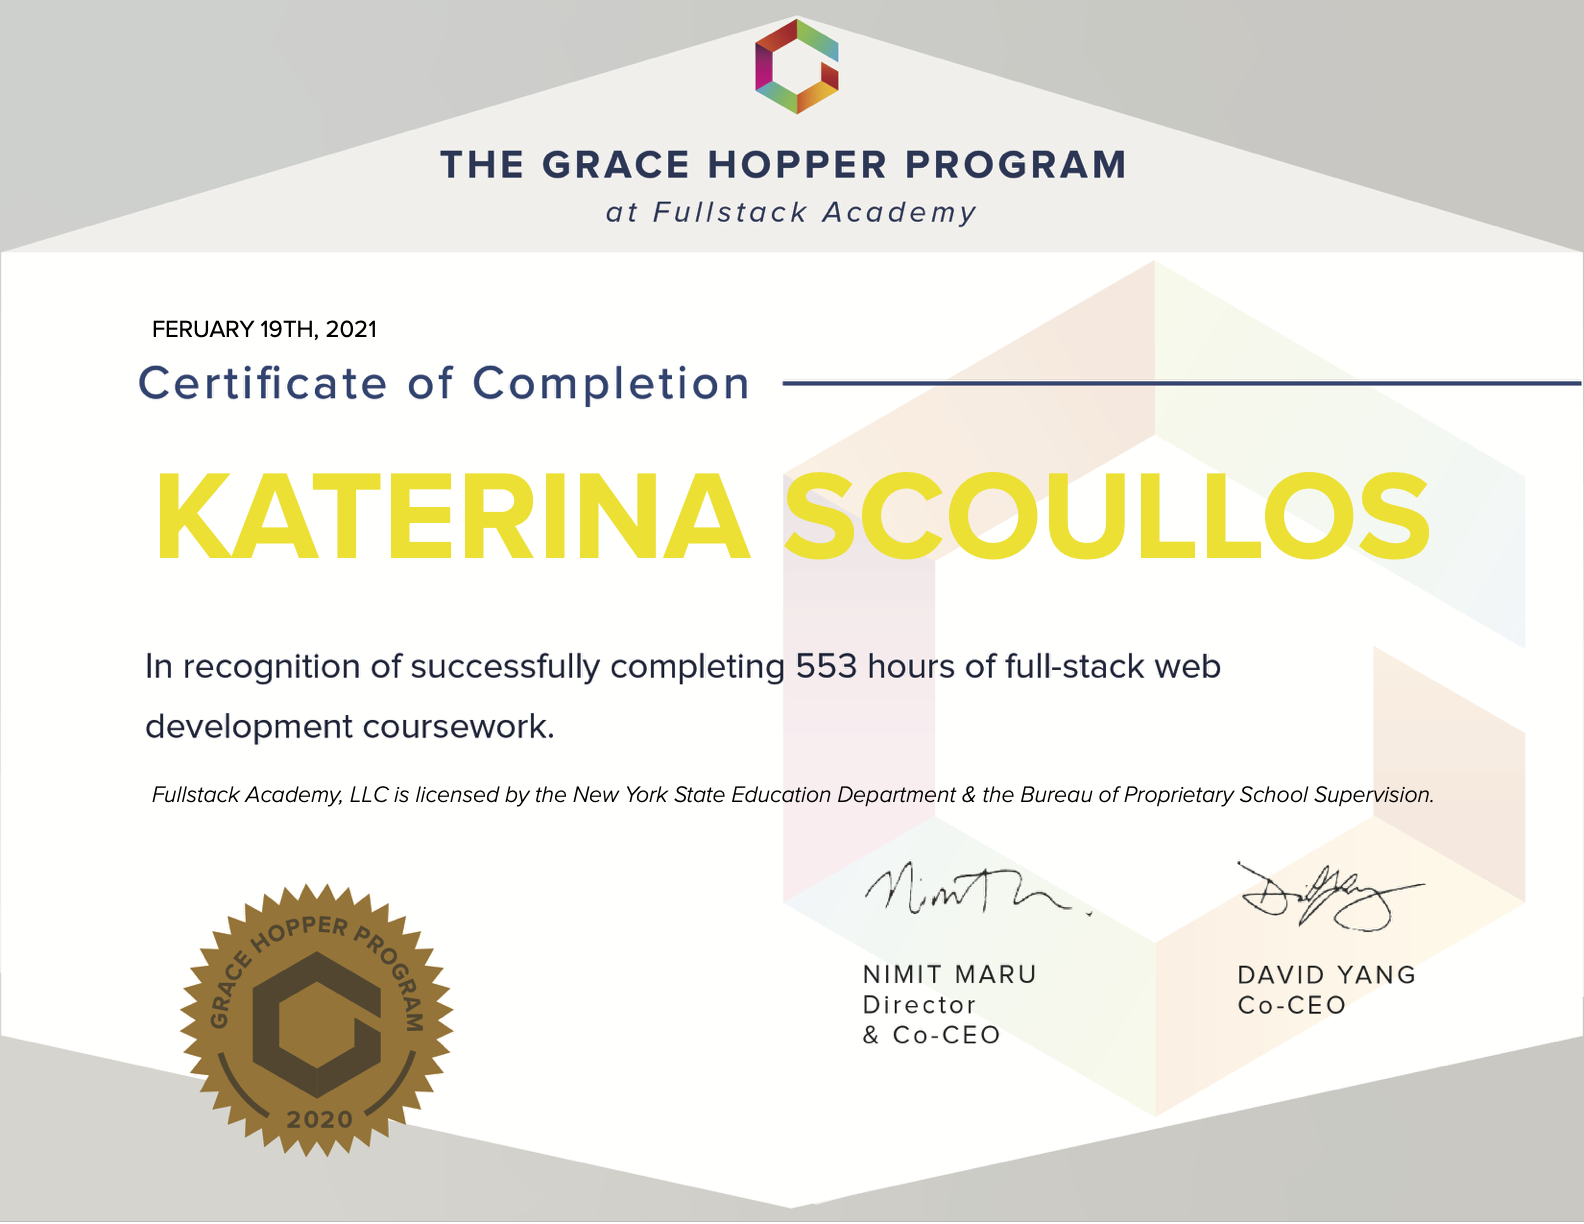 THE GRACE HOPPER PROGRAM
at Fullstack Academy
FERUARY 19TH, 2021
Certificate of Completion
KATERINA SCOULLOS
In recognition of successfully completing 553 hours of full-stack web
development coursework.
Fullstack Academy, LLC is licensed by the New York State Education Department & the Bureau of Proprietary School Supervision.
GRACE HOPPER PROGRAM
2020
NIMIT MARU
Director
& Co-CEO
DAVID YANG
Co-CEO